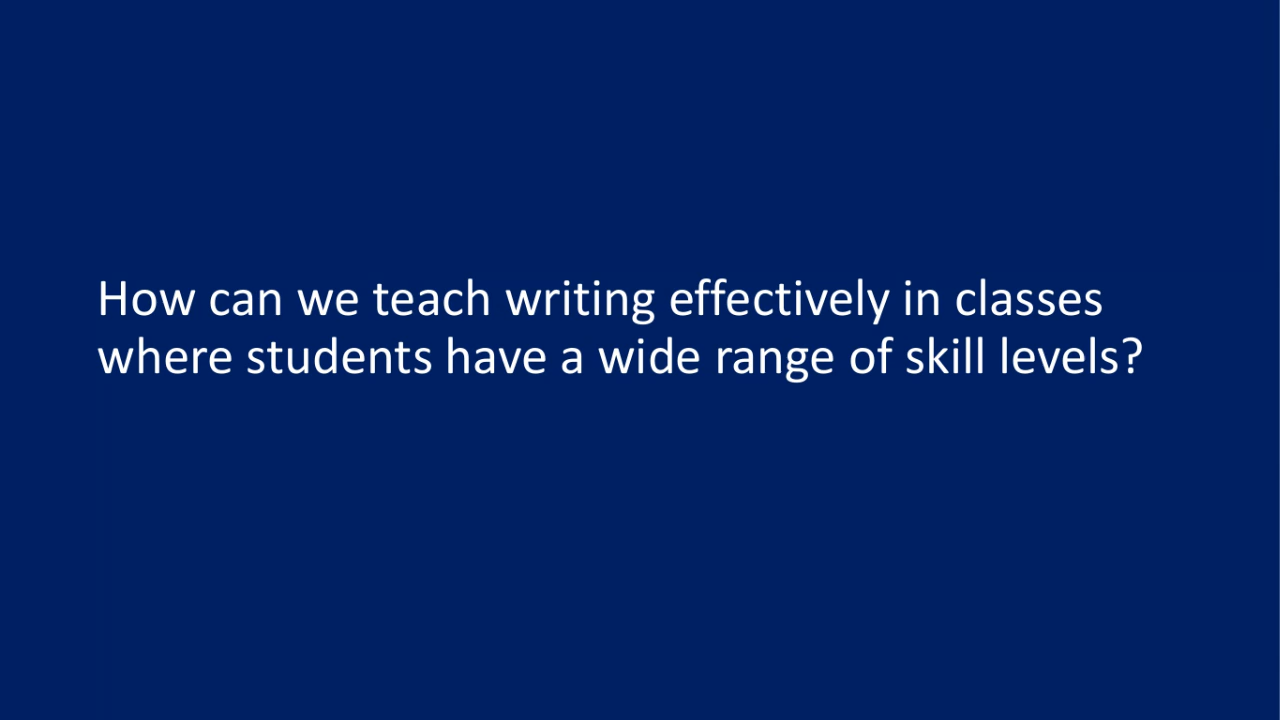 How can we teach writing effectively in classes
where students have a wide range of skill levels?